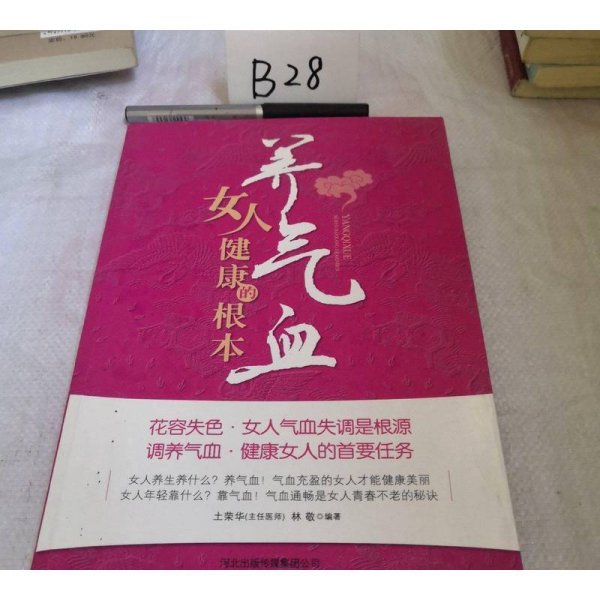 B28
养气血
女人健康的根本
YANGQIXUE
花容失色·女人气血失调是根源
调养气血·健康女人的首要任务
女人养生养什么？养气血！气血充盈的女人才能健康美丽
女人年轻靠什么？靠气血！气血通畅是女人青春不老的秘诀
土荣华(主任医师) 林敬◎编著
河北出版传媒集团公司